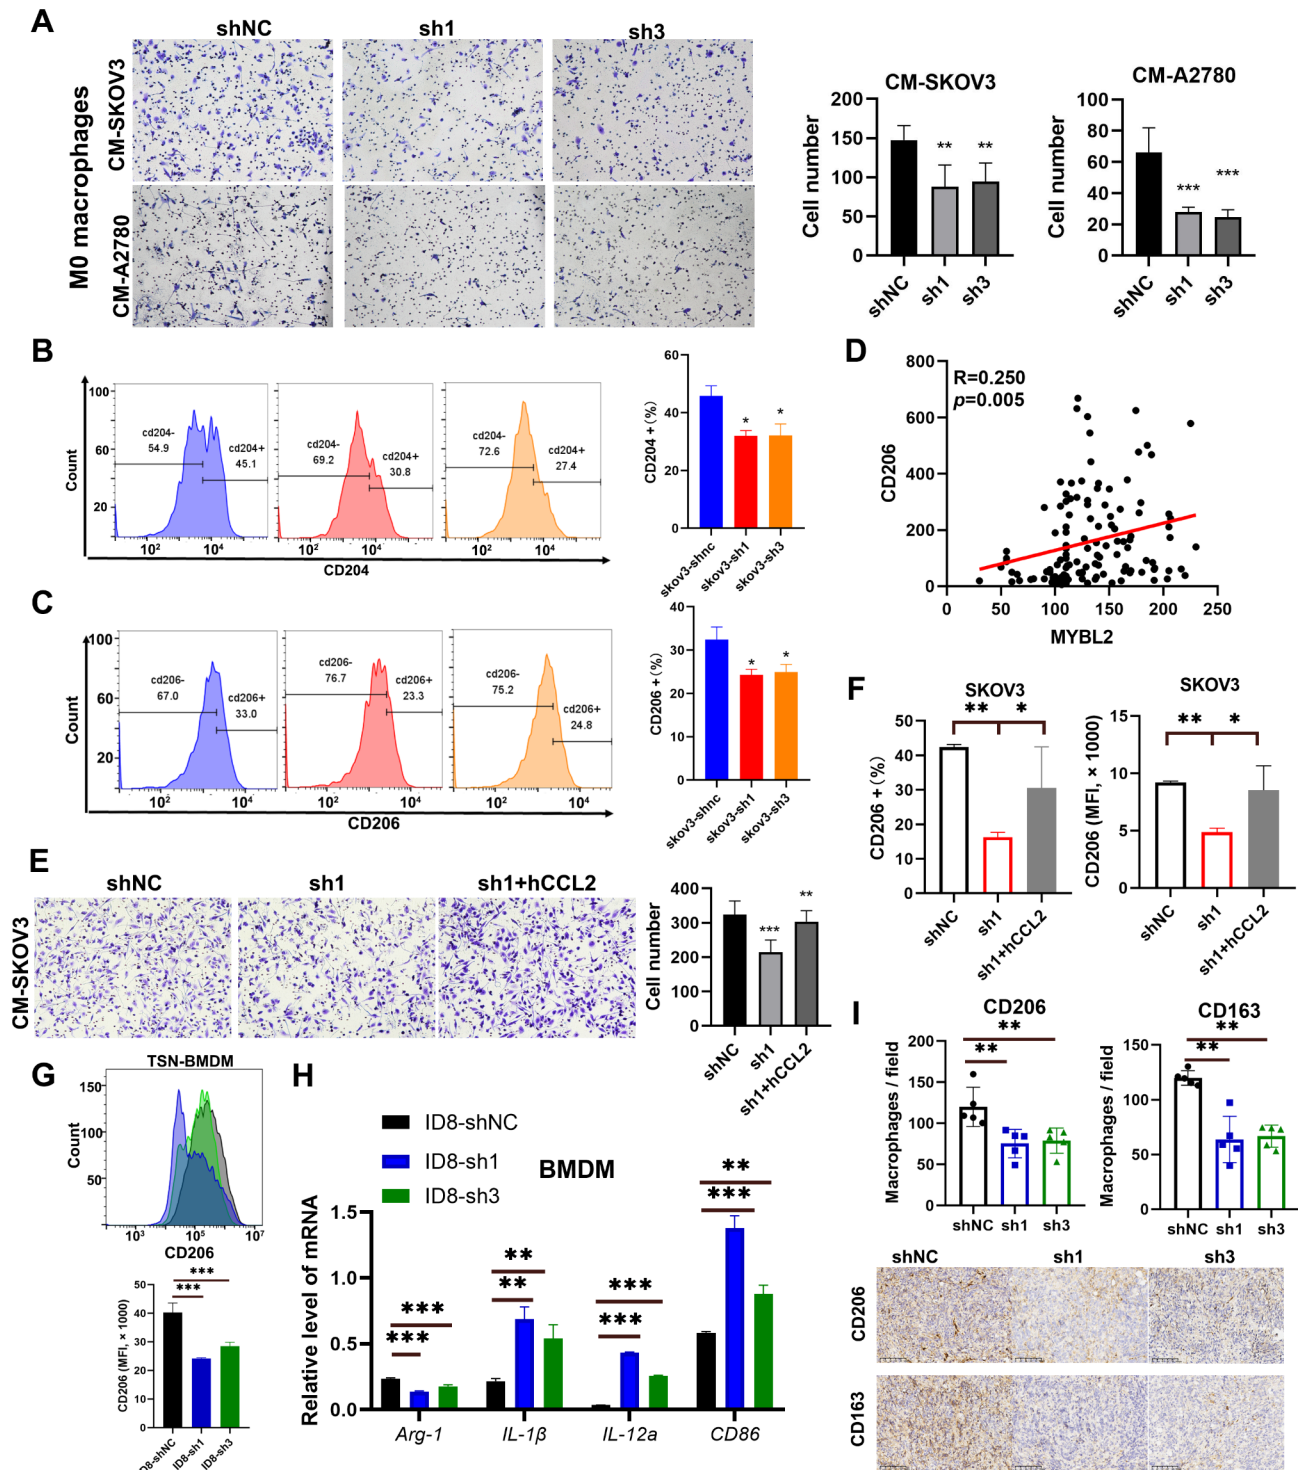 A
shNC
sh1
sh3
M0 macrophages
CM-SKOV3
CM-A2780
CM-SKOV3
Cell number
200
150
100
50
0
**
**
shNC
sh1
sh3
CM-A2780
Cell number
100
80
60
40
20
0
***
***
shNC
sh1
sh3
B
Count
100
60
20
cd204-
54.9
cd204+
45.1
cd204-
69.2
cd204+
30.8
cd204-
72.6
cd204+
27.4
10² 10⁴
10² 10⁴
10² 10⁴
CD204
CD204 +(%)
60
40
20
0
*
*
skov3-shnc
skov3-sh1
skov3-sh3
C
Count
100
60
20
cd206-
67.0
cd206+
33.0
cd206-
76.7
cd206+
23.3
cd206-
75.2
cd206+
24.8
10² 10⁴
10² 10⁴
10² 10⁴
CD206
CD206 +(%)
40
30
20
10
0
*
*
skov3-shnc
skov3-sh1
skov3-sh3
D
CD206
800
600
400
200
0
R=0.250
p=0.005
0 50 100 150 200 250
MYBL2
E
shNC
sh1
sh1+hCCL2
CM-SKOV3
Cell number
400
300
200
100
0
***
**
shNC
sh1
sh1+hCCL2
F
SKOV3
** *
CD206 +(%)
50
40
30
20
10
0
shNC
sh1
sh1+hCCL2
SKOV3
** *
CD206 (MFI, × 1000)
15
10
5
0
shNC
sh1
sh1+hCCL2
G
TSN-BMDM
Count
150
100
50
10³ 10⁵ 10⁷
CD206
CD206 (MFI, × 1000)
50
40
30
20
10
0
***
***
ID8-shNC
ID8-sh1
ID8-sh3
H
ID8-shNC
ID8-sh1
ID8-sh3
BMDM
Relative level of mRNA
1.5
1.0
0.5
0.0
***
***
**
**
***
***
**
***
Arg-1 IL-1β IL-12a CD86
I
CD206
**
**
Macrophages / field
200
150
100
50
0
shNC sh1 sh3
CD163
**
**
Macrophages / field
150
100
50
0
shNC sh1 sh3
shNC
sh1
sh3
CD206
CD163